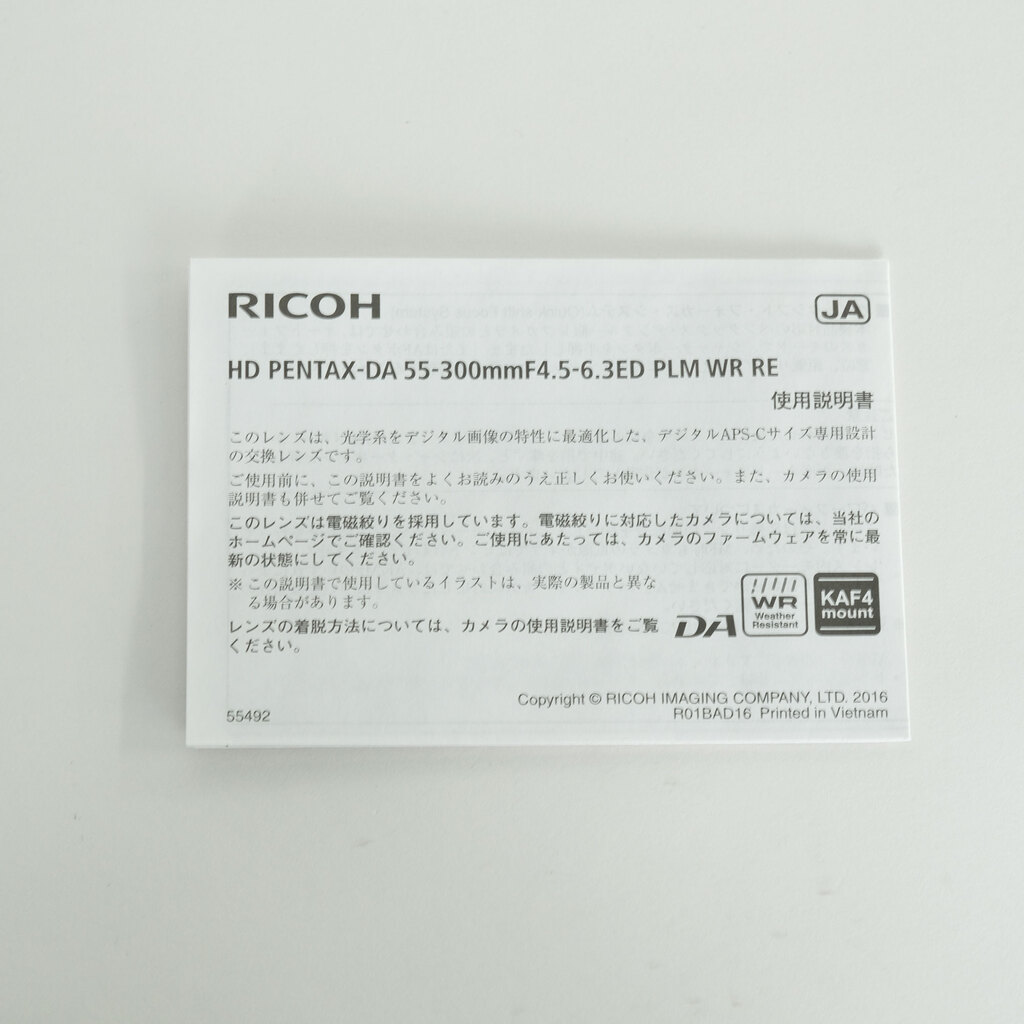 RICOH
JA
HD PENTAX-DA 55-300mmF4.5-6.3ED PLM WR RE
使用説明書
このレンズは、光学系をデジタル画像の特性に最適化した、デジタルAPS-Cサイズ専用設計
の交換レンズです。
ご使用前に、この説明書をよくお読みのうえ正しくお使いください。また、カメラの使用
説明書も併せてご覧ください。
このレンズは電磁絞りを採用しています。電磁絞りに対応したカメラについては、当社の
ホームページでご確認ください。ご使用にあたっては、カメラのファームウェアを常に最
新の状態にしてください。
※ この説明書で使用しているイラストは、実際の製品と異な
る場合があります。
レンズの着脱方法については、カメラの使用説明書をご覧
ください。
DA
WR
Weather
Resistant
KAF4
mount
Copyright © RICOH IMAGING COMPANY, LTD. 2016
55492
R01BAD16 Printed in Vietnam